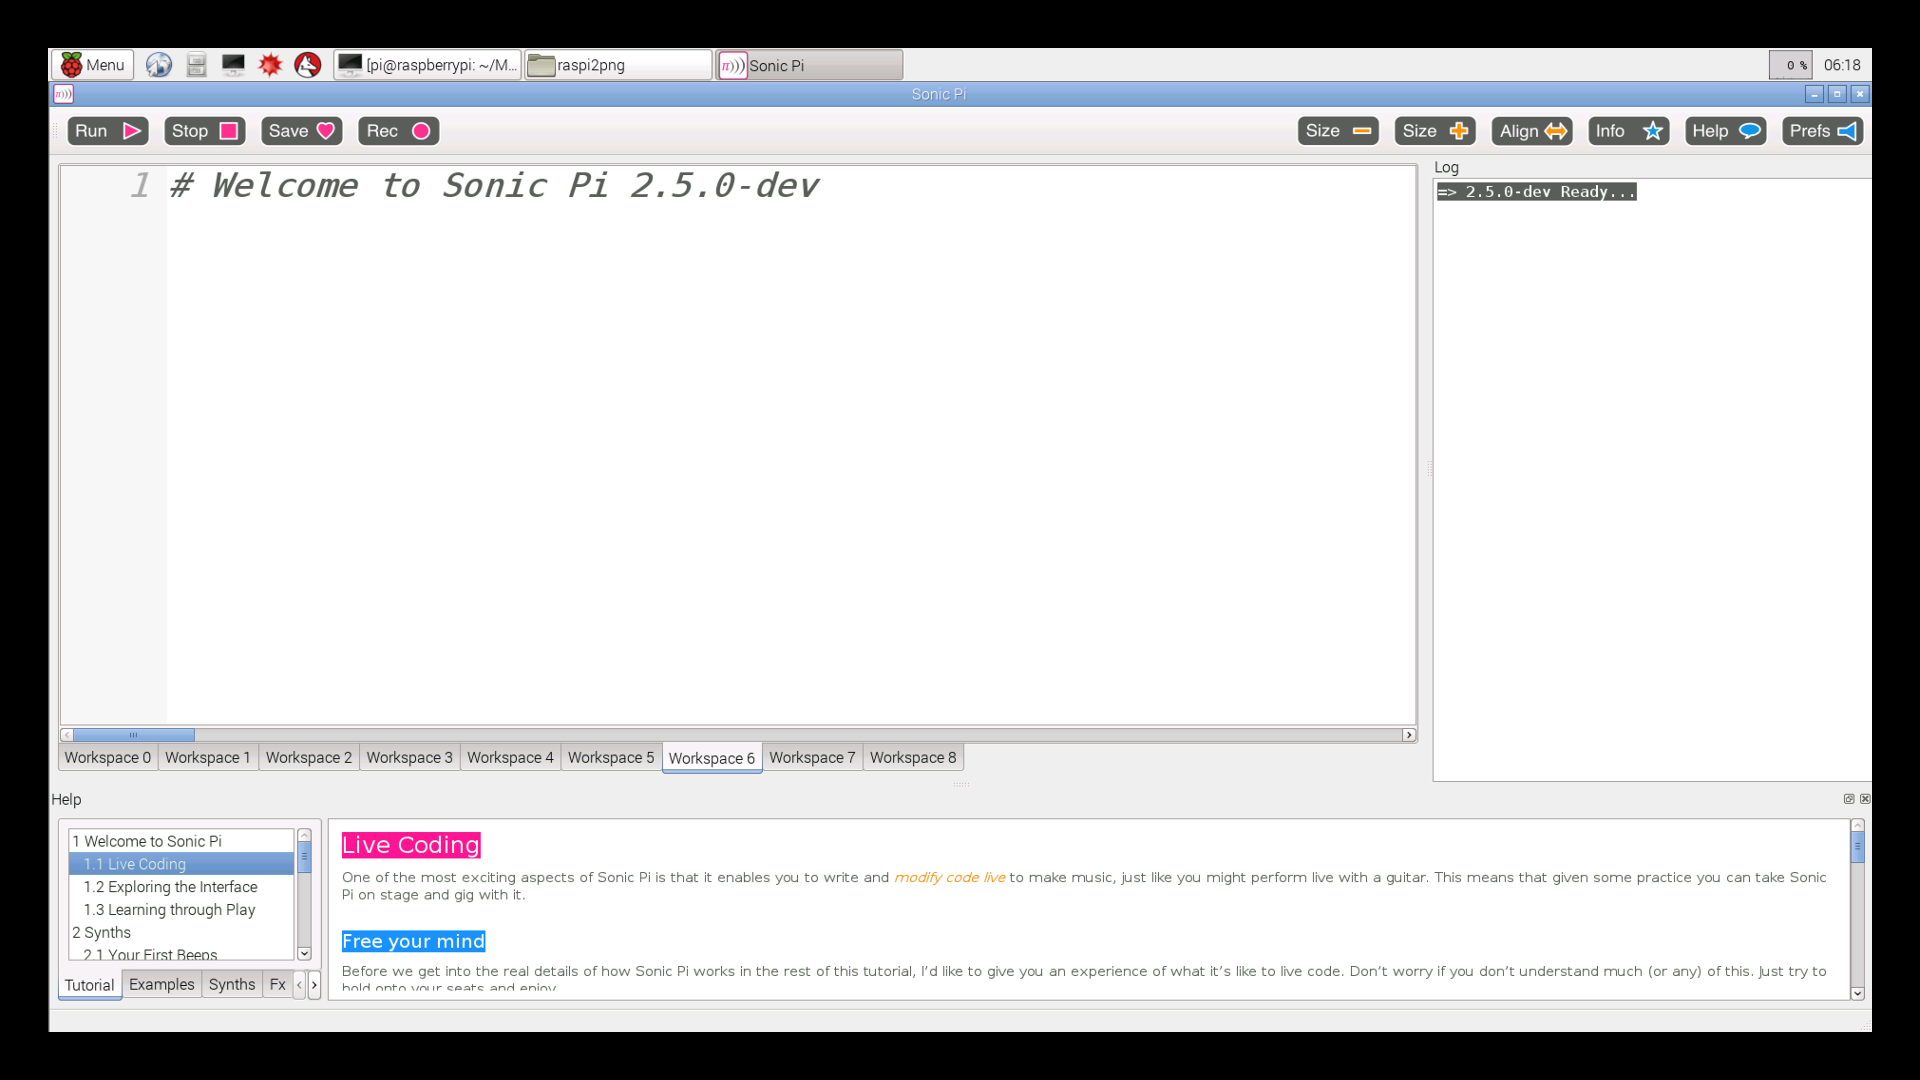 Menu
[pi@raspberrypi: ~/M...
raspi2png
π))) Sonic Pi
0 %
06:18
π)))
Sonic Pi
Run
Stop
Save
Rec
Size
Size
Align
Info
Help
Prefs
1 # Welcome to Sonic Pi 2.5.0-dev
Log
=> 2.5.0-dev Ready...
Workspace 0
Workspace 1
Workspace 2
Workspace 3
Workspace 4
Workspace 5
Workspace 6
Workspace 7
Workspace 8
Help
1 Welcome to Sonic Pi
1.1 Live Coding
1.2 Exploring the Interface
1.3 Learning through Play
2 Synths
2.1 Your First Beeps
Tutorial
Examples
Synths
Fx
Live Coding
One of the most exciting aspects of Sonic Pi is that it enables you to write and modify code live to make music, just like you might perform live with a guitar. This means that given some practice you can take Sonic
Pi on stage and gig with it.
Free your mind
Before we get into the real details of how Sonic Pi works in the rest of this tutorial, I'd like to give you an experience of what it's like to live code. Don't worry if you don't understand much (or any) of this. Just try to
hold onto your seats and enjoy